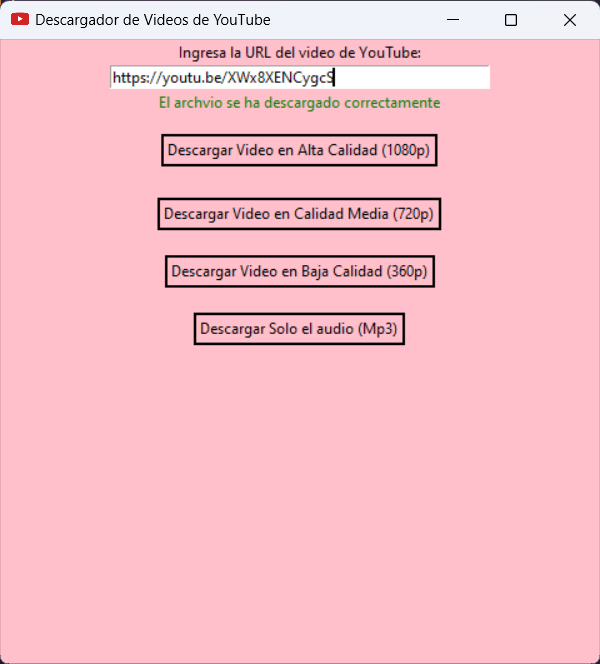 Descargador de Videos de YouTube
Ingresa la URL del video de YouTube:
https://youtu.be/XWx8XENCygcS
El archvio se ha descargado correctamente
Descargar Video en Alta Calidad (1080p)
Descargar Video en Calidad Media (720p)
Descargar Video en Baja Calidad (360p)
Descargar Solo el audio (Mp3)